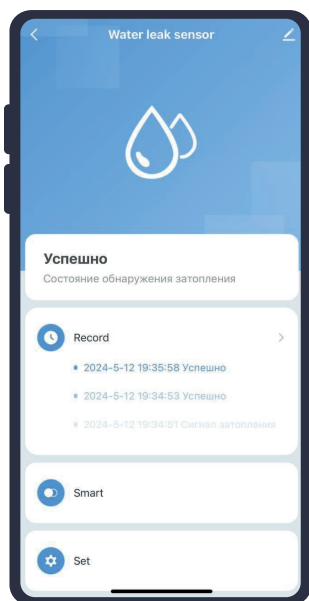 Water leak sensor
Успешно
Состояние обнаружения затопления
Record
2024-5-12 19:35:58 Успешно
2024-5-12 19:34:53 Успешно
2024-5-12 19:34:51 Сигнал затопления
Smart
Set